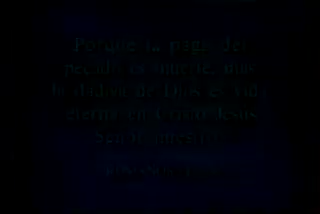 Porque la paga del
pecado es muerte, mas
la dádiva de Dios es vida
eterna en Cristo Jesús
Señor nuestro.
ROMANOS